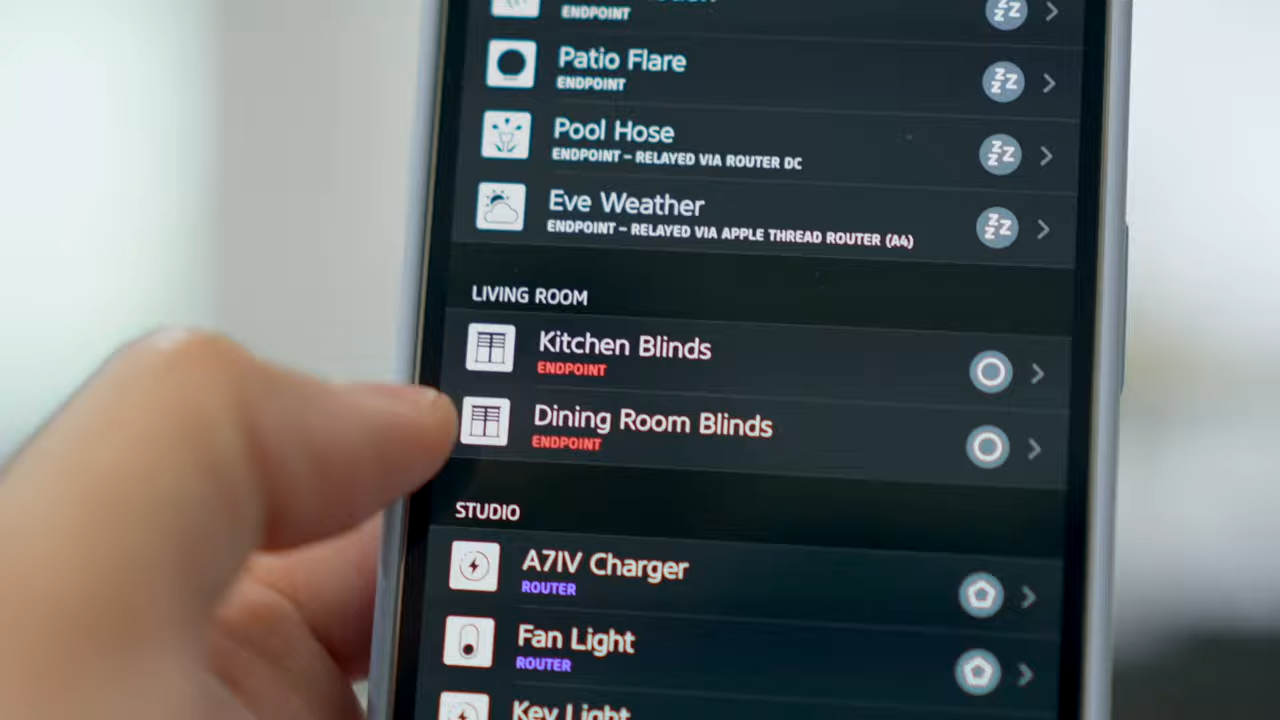 ENDPOINT
Patio Flare
ENDPOINT
Pool Hose
ENDPOINT – RELAYED VIA ROUTER DC
Eve Weather
ENDPOINT – RELAYED VIA APPLE THREAD ROUTER (A4)
LIVING ROOM
Kitchen Blinds
ENDPOINT
Dining Room Blinds
ENDPOINT
STUDIO
A7IV Charger
ROUTER
Fan Light
ROUTER
Key Light